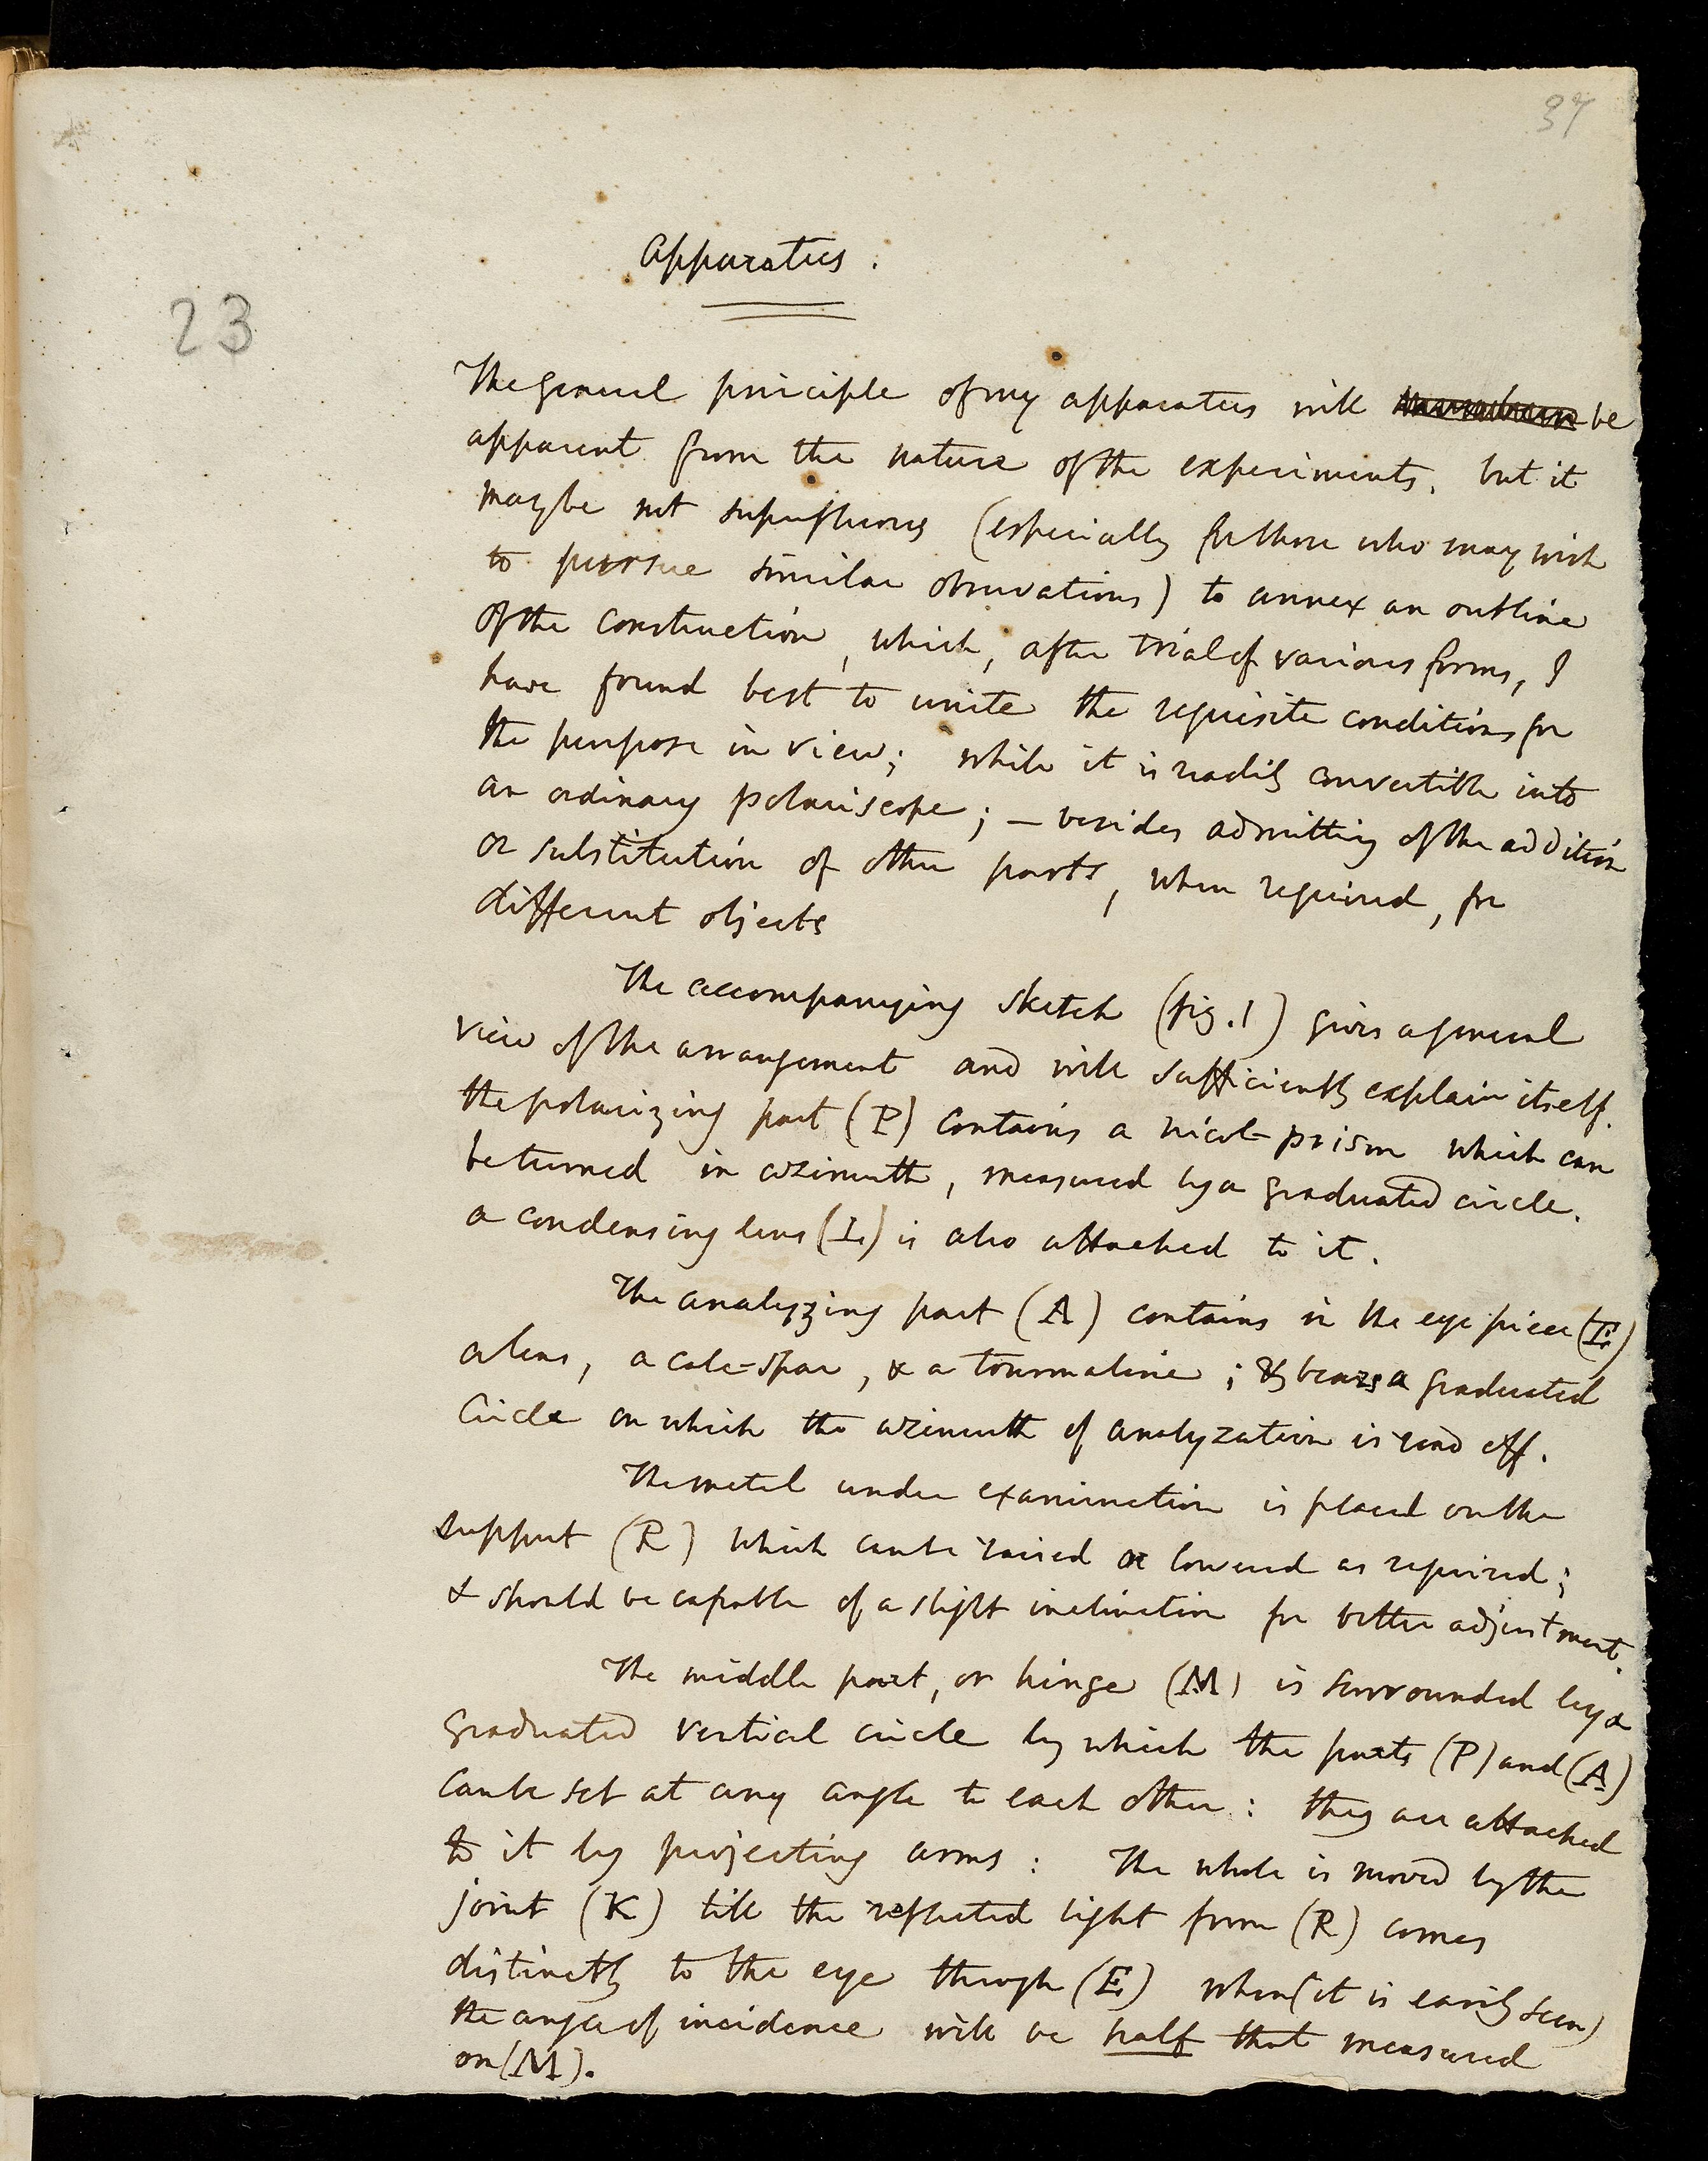 37
Apparatus.
23
The general principle of my apparatus will be
apparent from the nature of the experiments, but it
may be not superfluous (especially for those who may wish
to pursue similar observations) to annex an outline
of the construction, which, after trial of various forms, I
have found best to unite the requisite conditions for
the purpose in view; while it is readily convertible into
an ordinary polariscope; — besides admitting of the addition
or substitution of other parts, when required, for
different objects
The accompanying sketch (fig. 1) gives a general
view of the arrangement and will sufficiently explain itself.
the polarizing part (P) contains a nicol-prism which can
be turned in azimuth, measured by a graduated circle.
a condensing lens (L) is also attached to it.
The analyzing part (A) contains in the eye piece (E)
a lens, a calc-spar, & a tourmaline; & bears a graduated
circle on which the azimuth of analyzation is read off.
The metal under examination is placed on the
support (R) which can be raised or lowered as required;
& should be capable of a slight inclination for better adjustment.
The middle part, or hinge (M) is surrounded by a
graduated vertical circle by which the parts (P) and (A)
can be set at any angle to each other: they are attached
to it by projecting arms: The whole is moved by the
joint (K) till the reflected light from (R) comes
distinctly to the eye through (E) when (it is easily seen)
the angle of incidence will be half that measured
on (M).